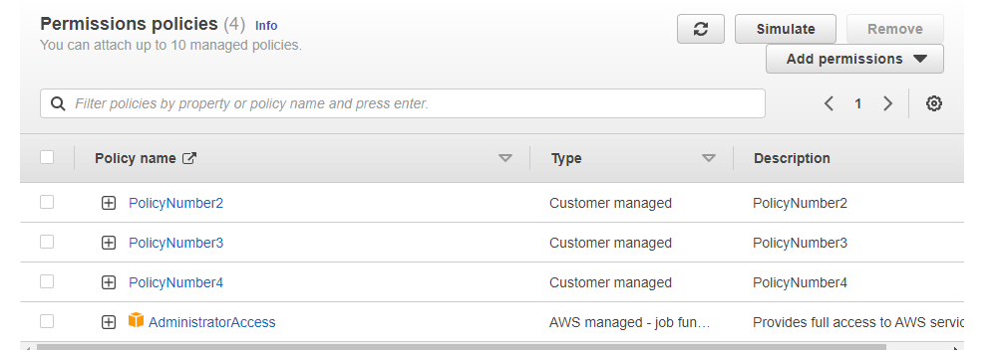 Permissions policies (4) Info
You can attach up to 10 managed policies.
Simulate
Remove
Add permissions
Filter policies by property or policy name and press enter.
1
Policy name Type Description
PolicyNumber2 Customer managed PolicyNumber2
PolicyNumber3 Customer managed PolicyNumber3
PolicyNumber4 Customer managed PolicyNumber4
AdministratorAccess AWS managed - job fun… Provides full access to AWS servic